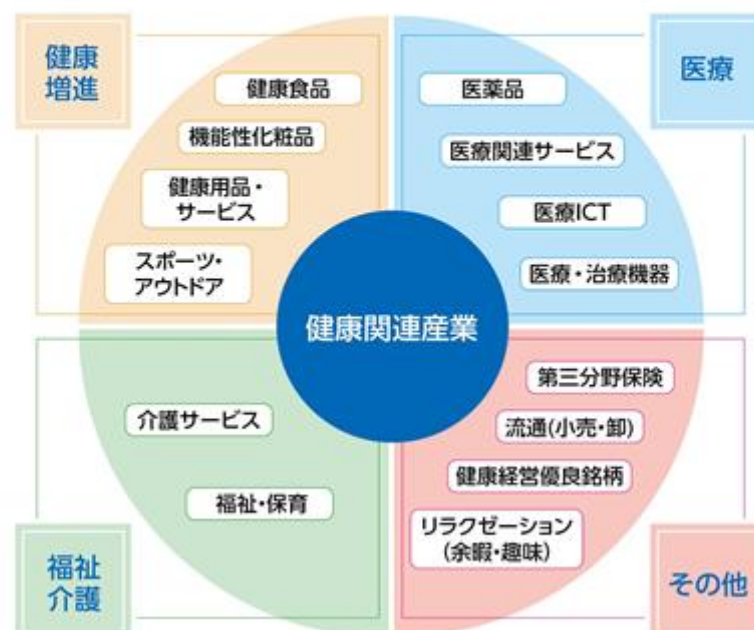 健康
増進
健康食品
機能性化粧品
健康用品・
サービス
スポーツ・
アウトドア
医療
医薬品
医療関連サービス
医療ICT
医療・治療機器
健康関連産業
介護サービス
福祉・保育
福祉
介護
第三分野保険
流通(小売・卸)
健康経営優良銘柄
リラクゼーション
(余暇・趣味)
その他